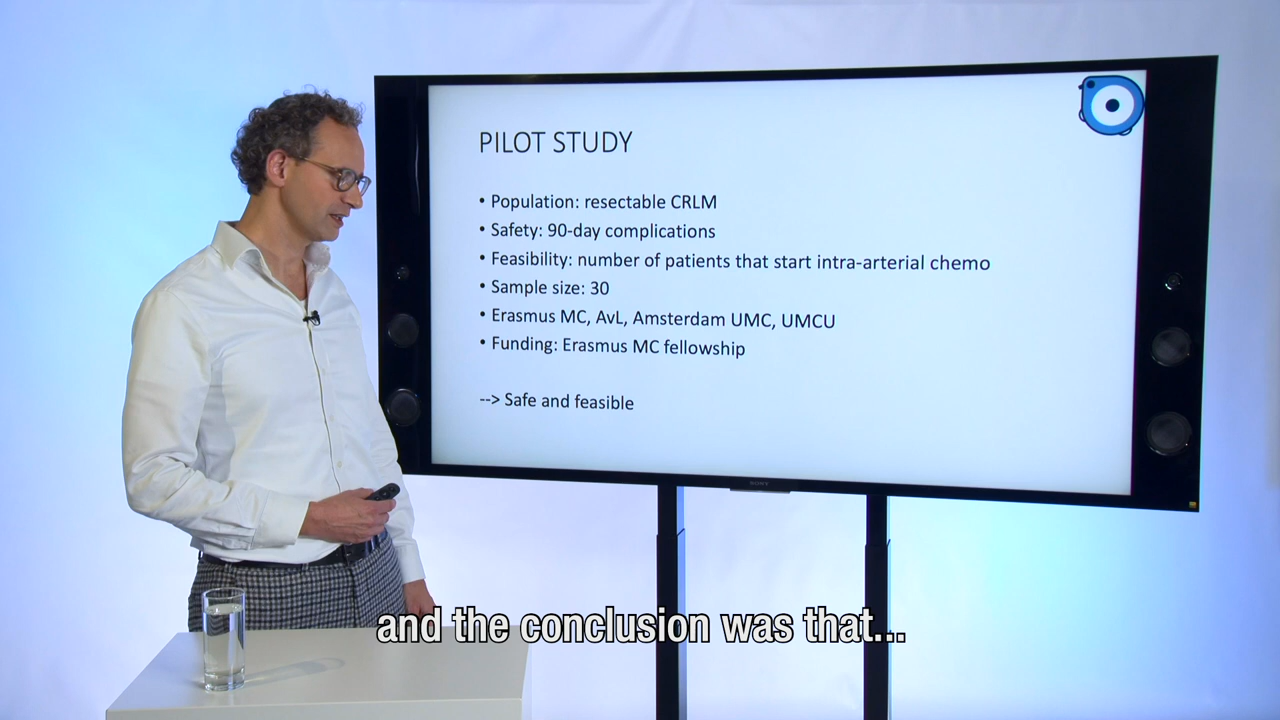 PILOT STUDY
• Population: resectable CRLM
• Safety: 90-day complications
• Feasibility: number of patients that start intra-arterial chemo
• Sample size: 30
• Erasmus MC, AvL, Amsterdam UMC, UMCU
• Funding: Erasmus MC fellowship
--> Safe and feasible
SONY
and the conclusion was that...